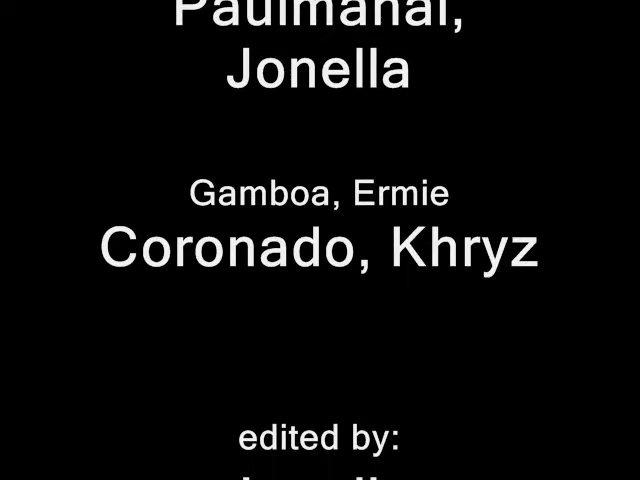 Paulmanal,
Jonella
Gamboa, Ermie
Coronado, Khryz
edited by: